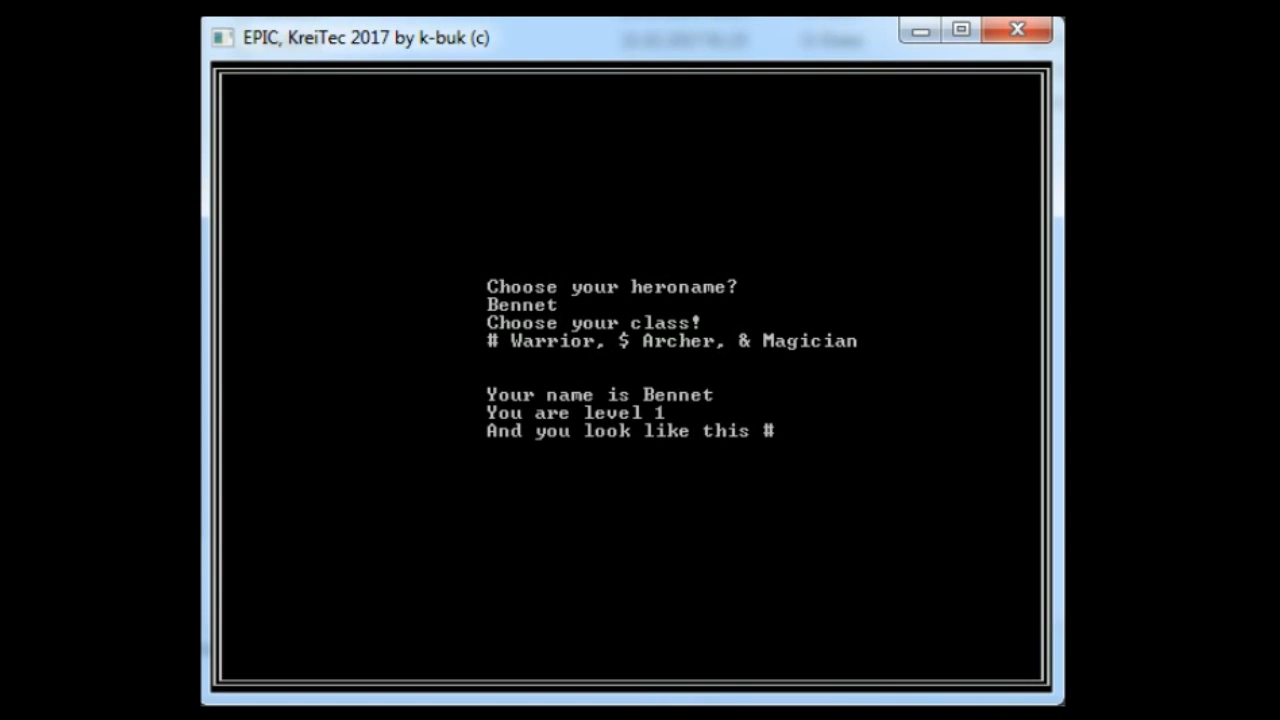 EPIC, KreiTec 2017 by k-buk (c)
Choose your heroname?
Bennet
Choose your class!
# Warrior, $ Archer, & Magician
Your name is Bennet
You are level 1
And you look like this #